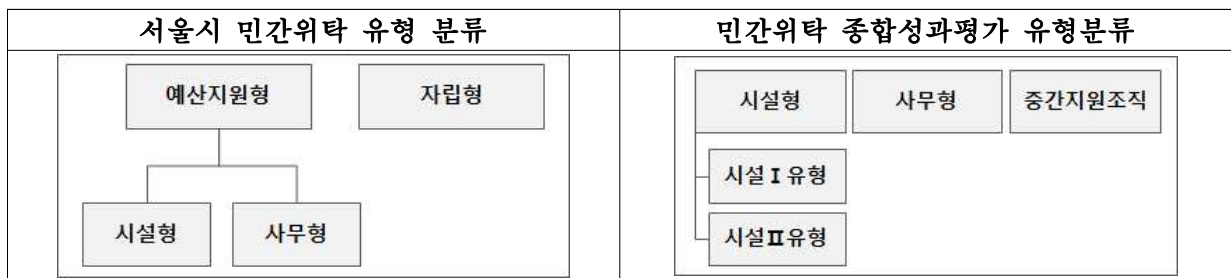 서울시 민간위탁 유형 분류
민간위탁 종합성과평가 유형분류
예산지원형
자립형
시설형
사무형
시설형
사무형
중간지원조직
시설Ⅰ유형
시설Ⅱ유형